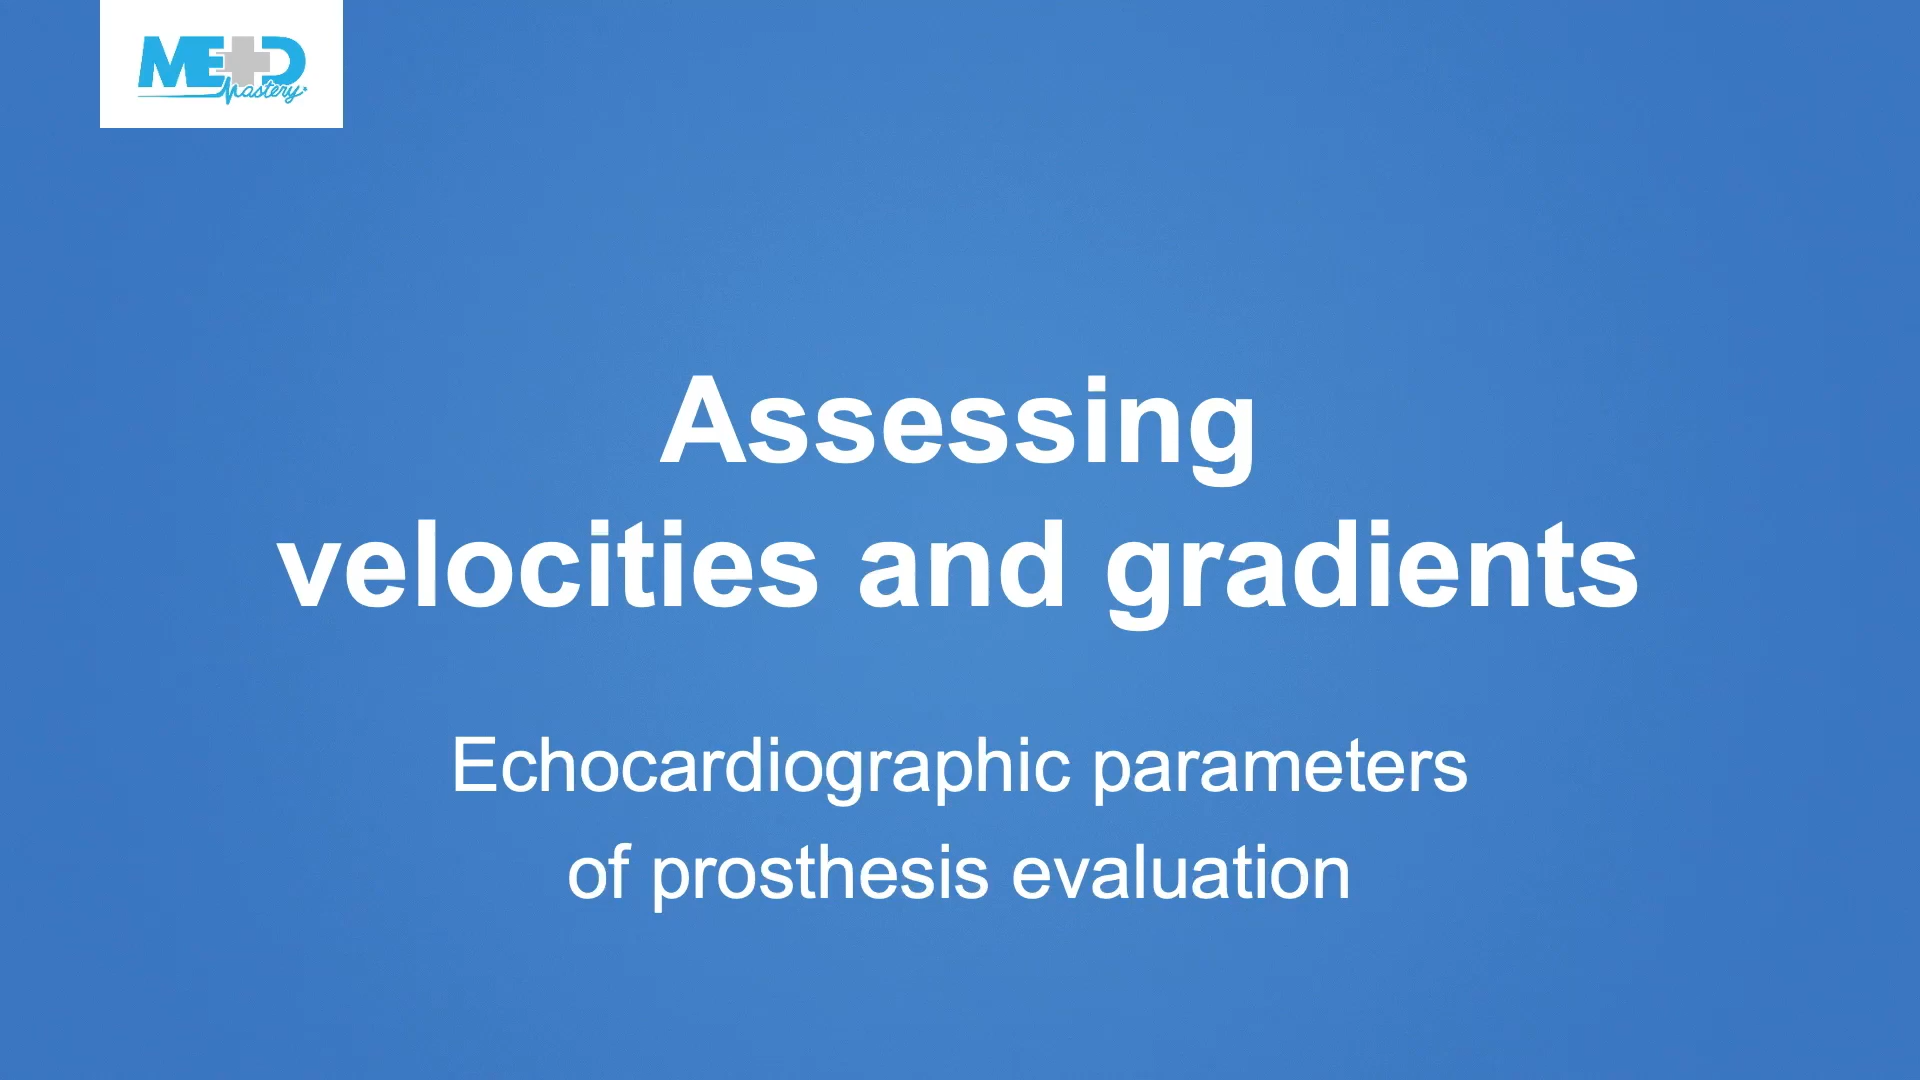 MED
Mastery
Assessing
velocities and gradients
Echocardiographic parameters
of prosthesis evaluation